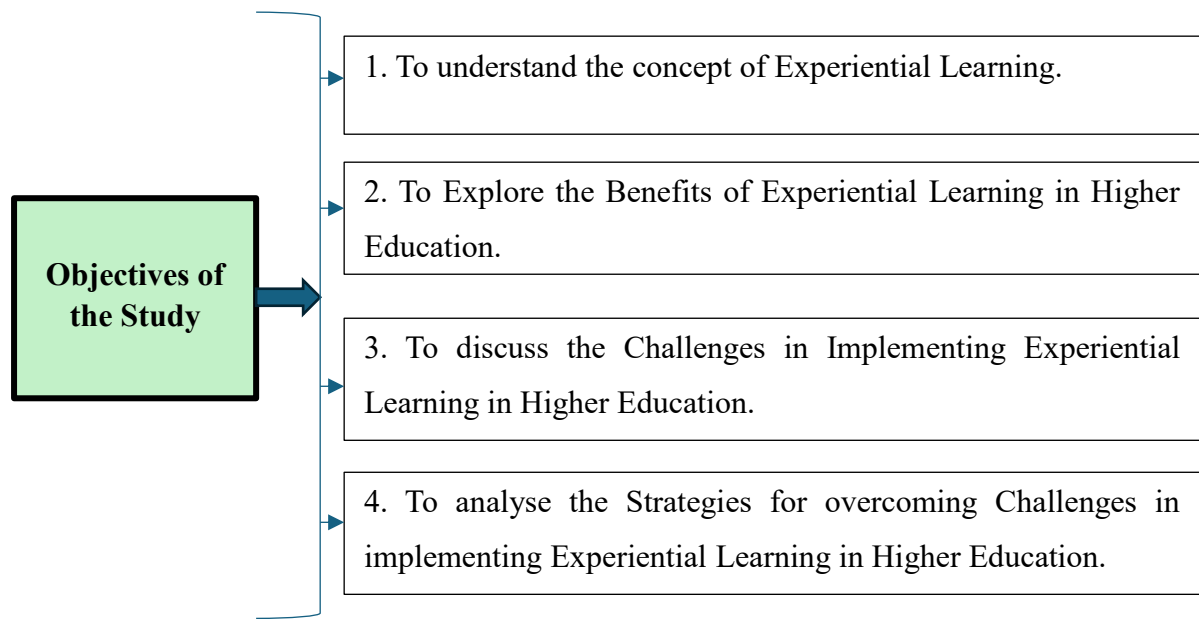 Objectives of
the Study
1. To understand the concept of Experiential Learning.
2. To Explore the Benefits of Experiential Learning in Higher
Education.
3. To discuss the Challenges in Implementing Experiential
Learning in Higher Education.
4. To analyse the Strategies for overcoming Challenges in
implementing Experiential Learning in Higher Education.